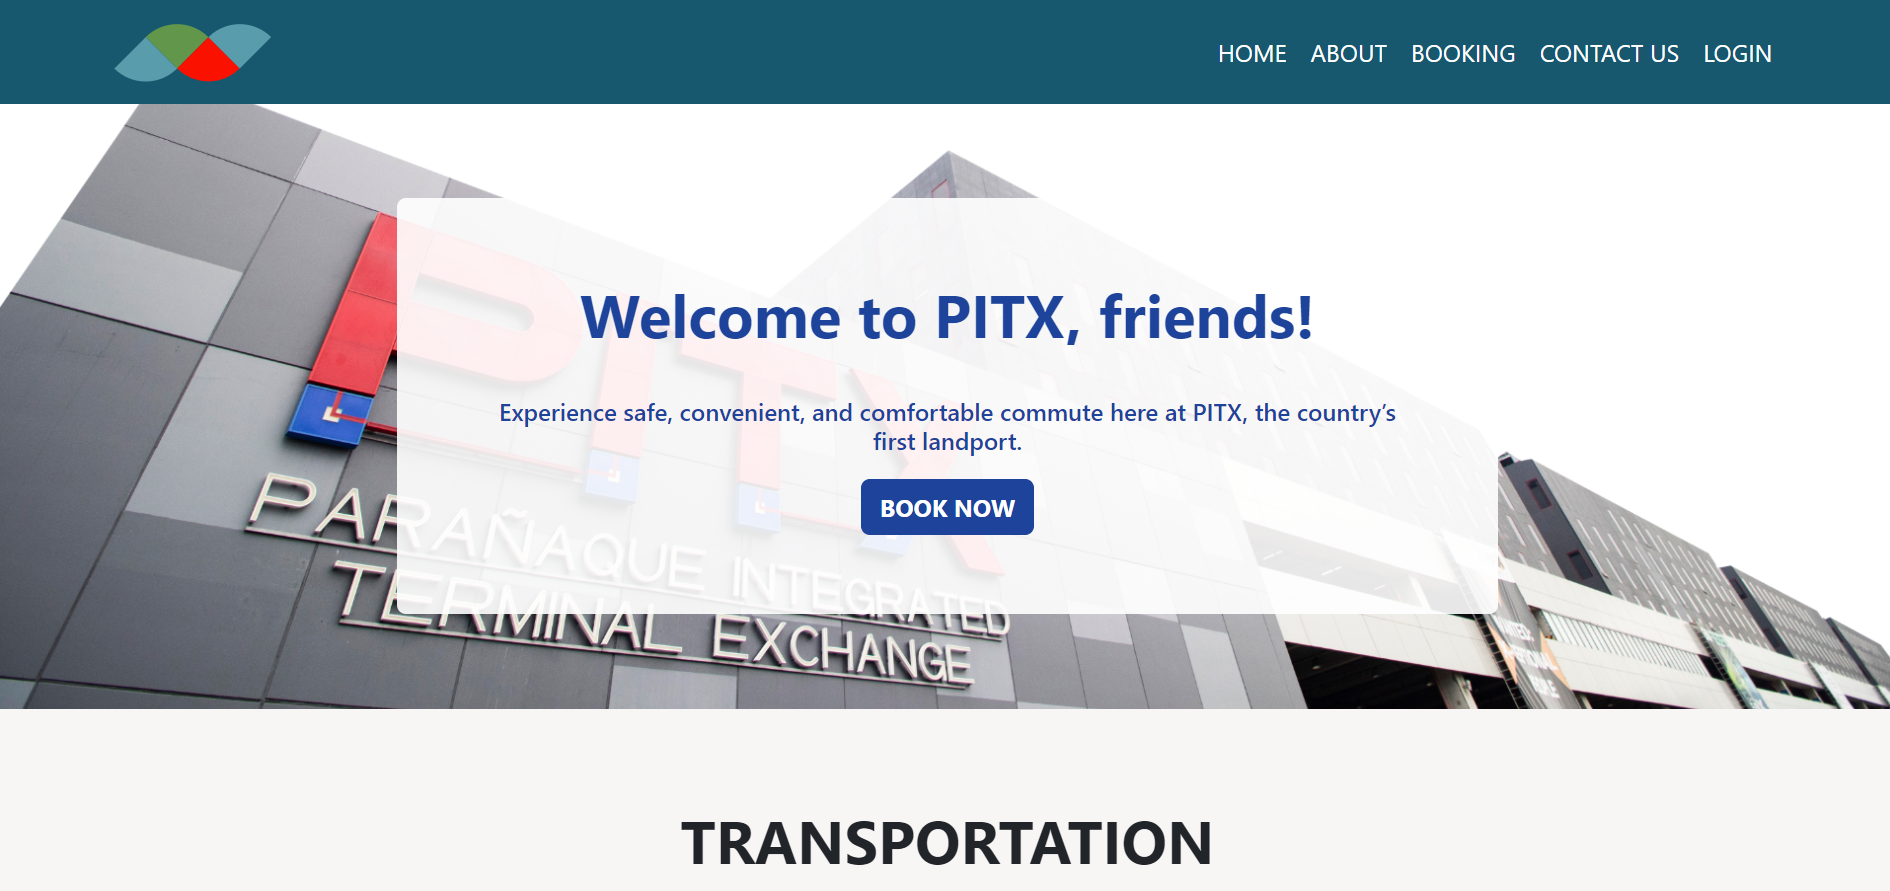 HOME ABOUT BOOKING CONTACT US LOGIN
Welcome to PITX, friends!
Experience safe, convenient, and comfortable commute here at PITX, the country’s
first landport.
BOOK NOW
PITX
PARAÑAQUE INTEGRATED
TERMINAL EXCHANGE
TRANSPORTATION